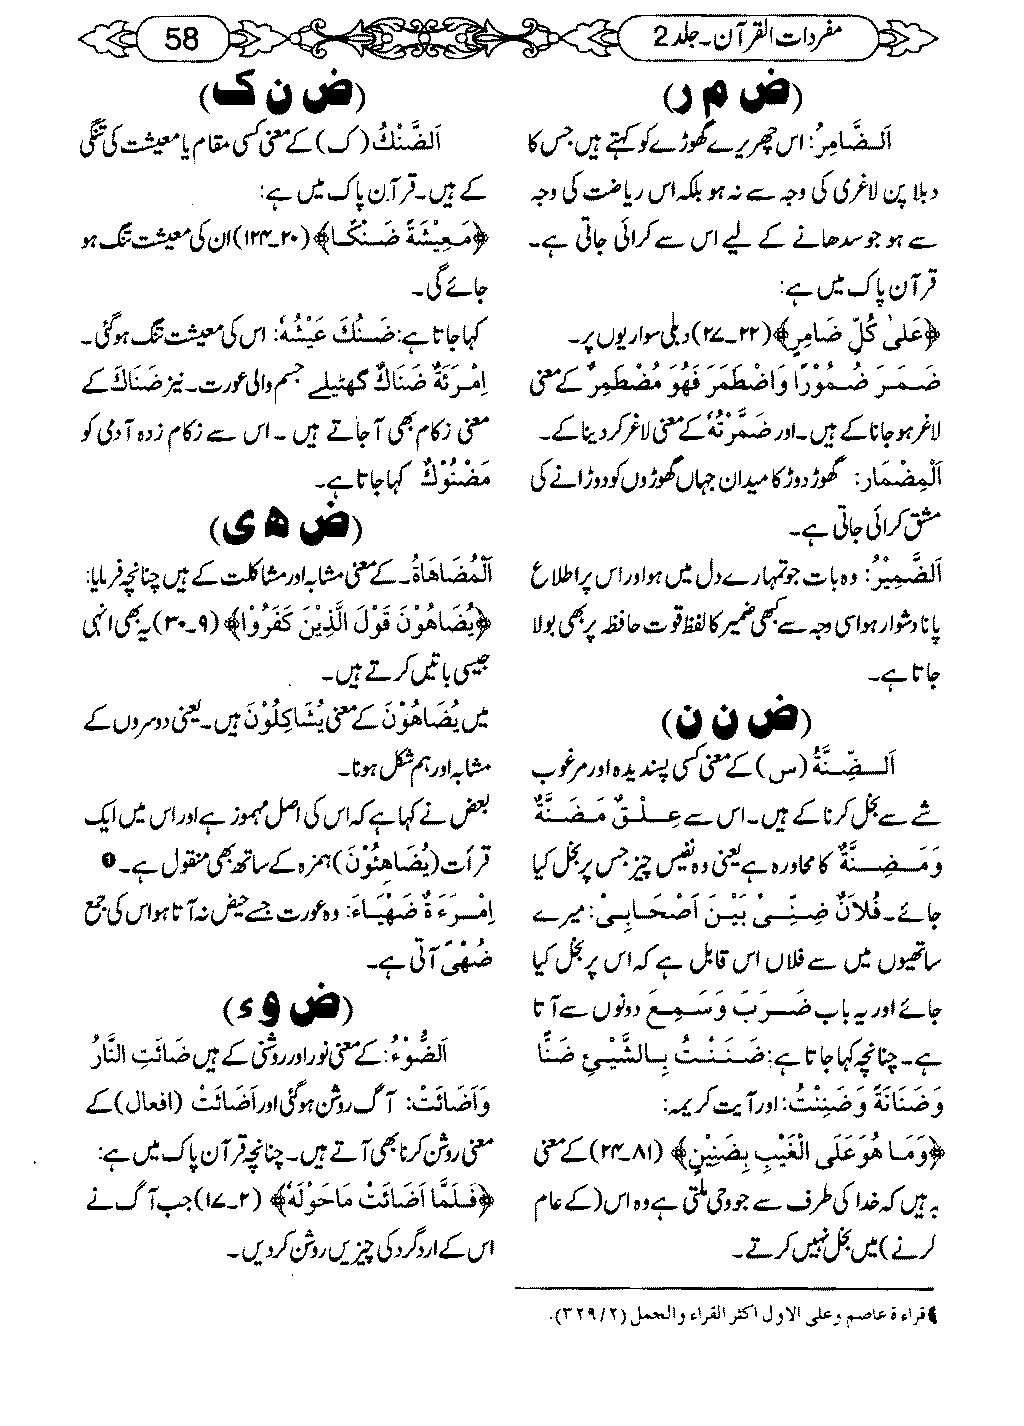 مفردات القرآن۔ جلد 2
58
(ض م ر)
اَلضَّامِرُ: اس چھریرے گھوڑے کو کہتے ہیں جس کا
دبلا پن لاغری کی وجہ سے نہ ہو بلکہ اس ریاضت کی وجہ
سے ہو جو سدھانے کے لیے اس سے کرائی جاتی ہے۔
قرآن پاک میں ہے:
﴿عَلٰى كُلِّ ضَامِرٍ﴾ (۲۲۔۲۷) دبلی سواریوں پر۔
ضَمَرَ ضُمُوْرًا وَاضْطَمَرَ فَهُوَ مُضْطَمِرٌ کے معنی
لاغر ہو جانا کے ہیں۔ اور ضَمَّرْتُهٗ کے معنی لاغر کر دینا کے۔
اَلْمِضْمَار: گھوڑ دوڑ کا میدان جہاں گھوڑوں کو دوڑانے کی
مشق کرائی جاتی ہے۔
اَلضَّمِيْرُ: وہ بات جو تمہارے دل میں ہو اور اس پر اطلاع
پانا دشوار ہو اسی وجہ سے کبھی ضمیر کا لفظ قوت حافظہ پر بھی بولا
جاتا ہے۔
(ض ن ن)
اَلضِّنَّةُ (س) کے معنی کسی پسندیدہ اور مرغوب
شے سے بخل کرنا کے ہیں۔ اس سے عِلْقٌ مَضَنَّةٌ
وَمَضِنَّةٌ کا محاورہ ہے یعنی وہ نفیس چیز جس پر بخل کیا
جائے۔ فُلَانٌ ضِنِّيْ بَيْنَ اَصْحَابِيْ: میرے
ساتھیوں میں سے فلاں اس قابل ہے کہ اس پر بخل کیا
جائے اور یہ باب ضَرَبَ وَسَمِعَ دونوں سے آتا
ہے۔ چنانچہ کہا جاتا ہے: ضَنَنْتُ بِالشَّيْئِ ضَنًّا
وَضَنَانَةً وَضَنِنْتُ: اور آیت کریمہ:
﴿وَمَا هُوَ عَلَى الْغَيْبِ بِضَنِيْنٍ﴾ (۸۱۔۲۴) کے معنی
یہ ہیں کہ خدا کی طرف سے جو وحی ملتی ہے وہ اس (کے عام
کرنے) میں بخل نہیں کرتے۔
(ض ن ک)
اَلضَّنْكُ (ک) کے معنی کسی مقام یا معیشت کی تنگی
کے ہیں۔ قرآن پاک میں ہے:
﴿مَعِيْشَةً ضَنْكًا﴾ (۲۰۔۱۲۴) ان کی معیشت تنگ ہو
جائے گی۔
کہا جاتا ہے: ضَنُكَ عَيْشُهٗ: اس کی معیشت تنگ ہو گئی۔
اِمْرَئَةٌ ضَنَاكٌ گھٹیلے جسم والی عورت۔ نیز ضَنَاكٌ کے
معنی زکام بھی آ جاتے ہیں۔ اس سے زکام زدہ آدمی کو
مَضْنُوْكٌ کہا جاتا ہے۔
(ض ھ ی)
اَلْمُضَاهَاةُ۔ کے معنی مشابہ اور مشاکلت کے ہیں چنانچہ فرمایا:
﴿يُضَاهُوْنَ قَوْلَ الَّذِيْنَ كَفَرُوْا﴾ (۹۔۳۰) یہ بھی انہی
جیسی باتیں کرتے ہیں۔
میں يُضَاهُوْنَ کے معنی يُشَاكِلُوْنَ ہیں۔ یعنی دوسروں کے
مشابہ اور ہم شکل ہونا۔
بعض نے کہا ہے کہ اس کی اصل مہموز ہے اور اس میں ایک
قرأت (يُضَاهِئُوْنَ) ہمزہ کے ساتھ بھی منقول ہے۔ ❶
اِمْرَءَةٌ ضَهْيَاءَ: وہ عورت جسے حیض نہ آتا ہو اس کی جمع
ضُهْىً آتی ہے۔
(ض وء)
اَلضُّوْءُ: کے معنی نور اور روشنی کے ہیں ضَائَتِ النَّارُ
وَاَضَائَتْ: آگ روشن ہو گئی اور اَضَائَتْ (افعال) کے
معنی روشن کرنا بھی آتے ہیں۔ چنانچہ قرآن پاک میں ہے:
﴿فَلَمَّا اَضَائَتْ مَاحَوْلَهٗ﴾ (۲۔۱۷) جب آگ نے
اس کے اردگرد کی چیزیں روشن کر دیں۔
قراءة عاصم وعلى الاول اكثر القراء والحمل (۳۲۹/۲).